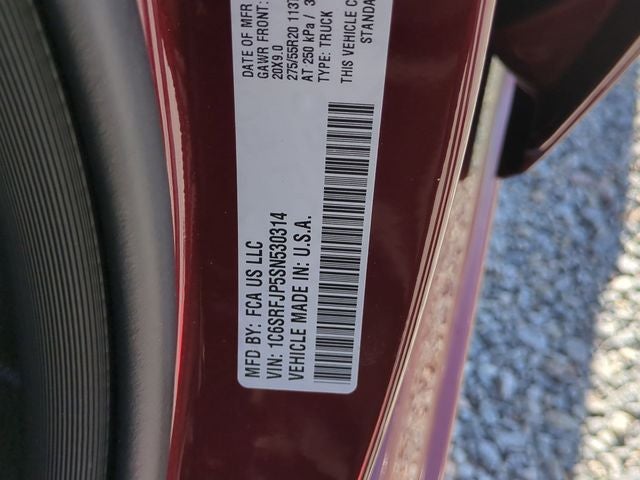 MFD BY: FCA US LLC
DATE OF MFR
VIN: 1C6SRFJP5SN530314
GAWR FRONT:
VEHICLE MADE IN: U.S.A.
20X9.0
275/55R20
AT 250 kPa /
TYPE: TRUCK
THIS VEHICLE
STANDA